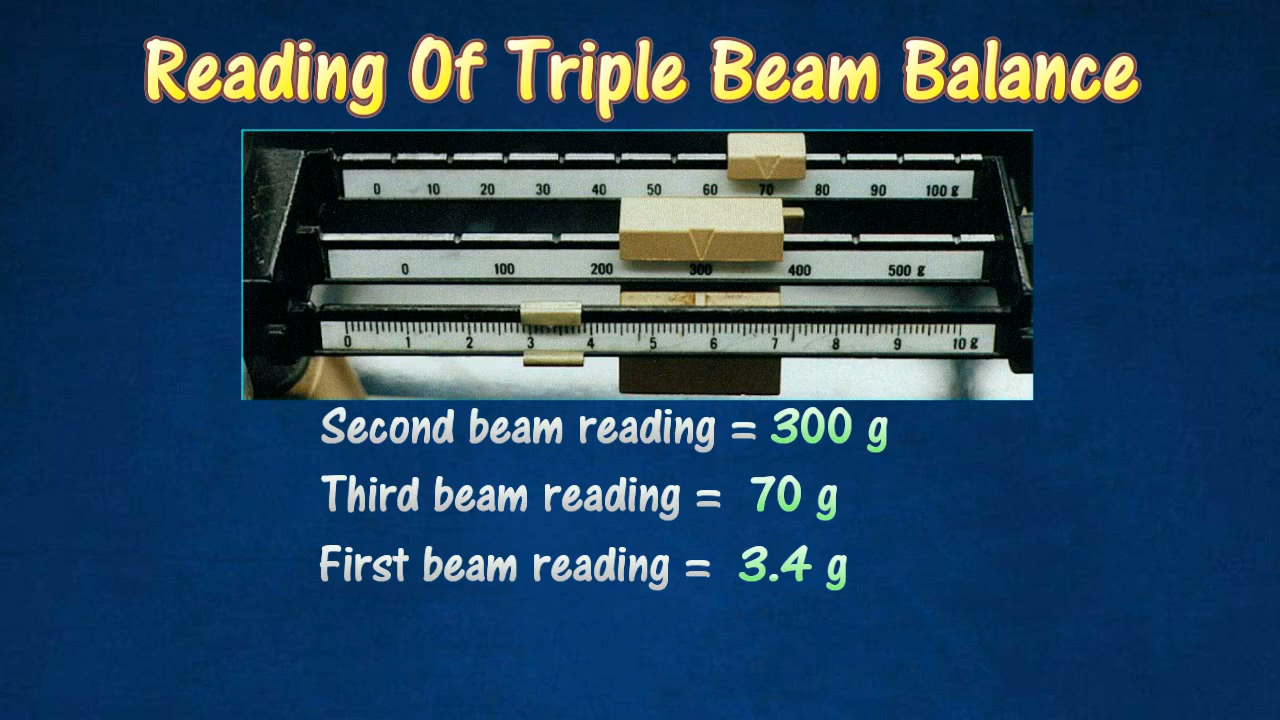 Reading Of Triple Beam Balance
0 10 20 30 40 50 60 70 80 90 100 g
0 100 200 300 400 500 g
0 1 2 3 4 5 6 7 8 9 10 g
Second beam reading = 300 g
Third beam reading = 70 g
First beam reading = 3.4 g